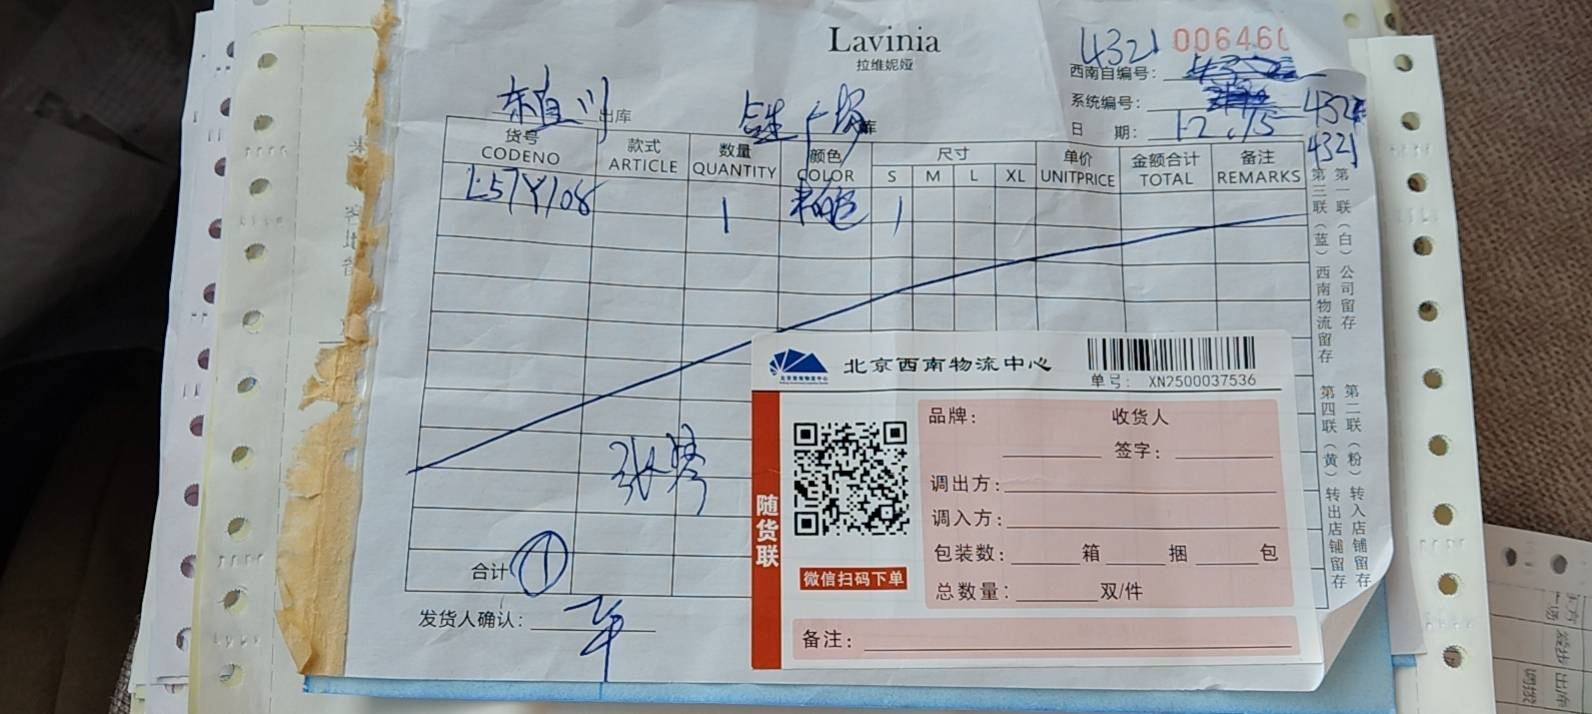 Lavinia
拉维妮娅
4321 006460
西南自编号:
系统编号: 4321
日 期: 12.15 4321
出库
库
货号 款式 数量 颜色 尺寸 单价 金额合计 备注
CODENO ARTICLE QUANTITY COLOR S M L XL UNITPRICE TOTAL REMARKS
L57Y108 1 1
合计 1
发货人确认:
第一联(白)公司留存
第三联(蓝)西南物流留存
第二联(粉)转入店铺留存
第四联(黄)转出店铺留存
北京西南物流中心
单号: XN2500037536
随货联
微信扫码下单
品牌: 收货人
签字:
调出方:
调入方:
包装数: 箱 捆 包
总数量: 双/件
备注: